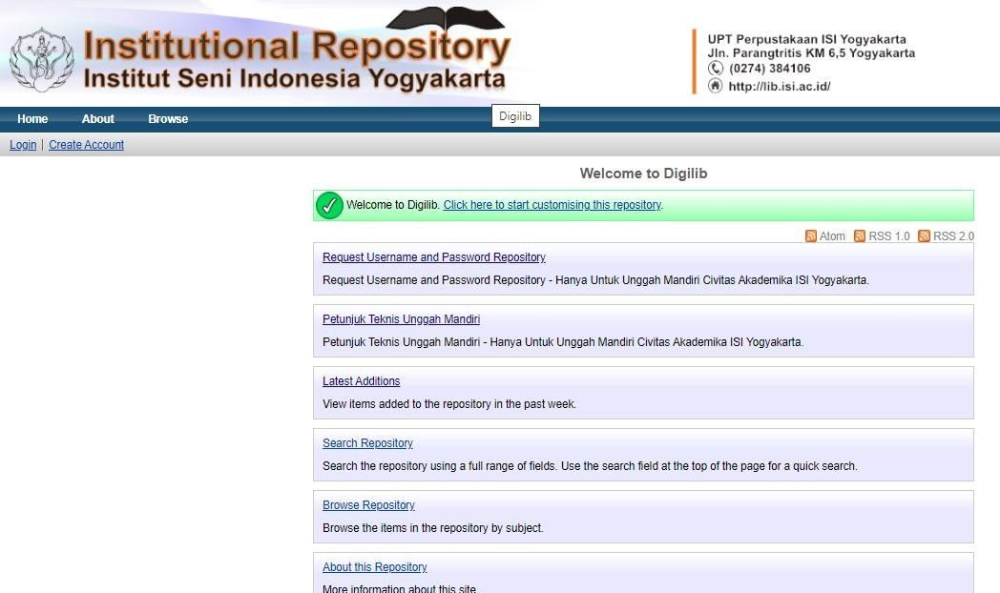 Institutional Repository
Institut Seni Indonesia Yogyakarta
UPT Perpustakaan ISI Yogyakarta
Jln. Parangtritis KM 6,5 Yogyakarta
(0274) 384106
http://lib.isi.ac.id/
Home About Browse
Digilib
Login | Create Account
Welcome to Digilib
Welcome to Digilib. Click here to start customising this repository.
Atom RSS 1.0 RSS 2.0
Request Username and Password Repository
Request Username and Password Repository - Hanya Untuk Unggah Mandiri Civitas Akademika ISI Yogyakarta.
Petunjuk Teknis Unggah Mandiri
Petunjuk Teknis Unggah Mandiri - Hanya Untuk Unggah Mandiri Civitas Akademika ISI Yogyakarta.
Latest Additions
View items added to the repository in the past week.
Search Repository
Search the repository using a full range of fields. Use the search field at the top of the page for a quick search.
Browse Repository
Browse the items in the repository by subject.
About this Repository
More information about this site